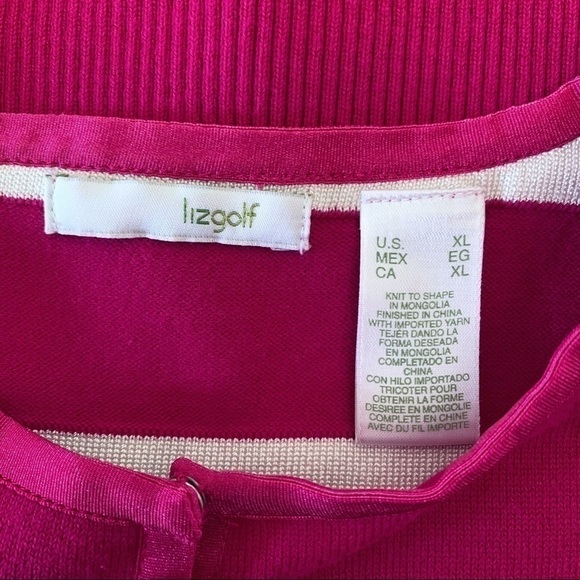 lizgolf
U.S. XL
MEX EG
CA XL
KNIT TO SHAPE
IN MONGOLIA
FINISHED IN CHINA
WITH IMPORTED YARN
TEJER DANDO LA
FORMA DESEADA
EN MONGOLIA
COMPLETADO EN
CHINA
CON HILO IMPORTADO
TRICOTER POUR
OBTENIR LA FORME
DESIREE EN MONGOLIE
COMPLETE EN CHINE
AVEC DU FIL IMPORTE